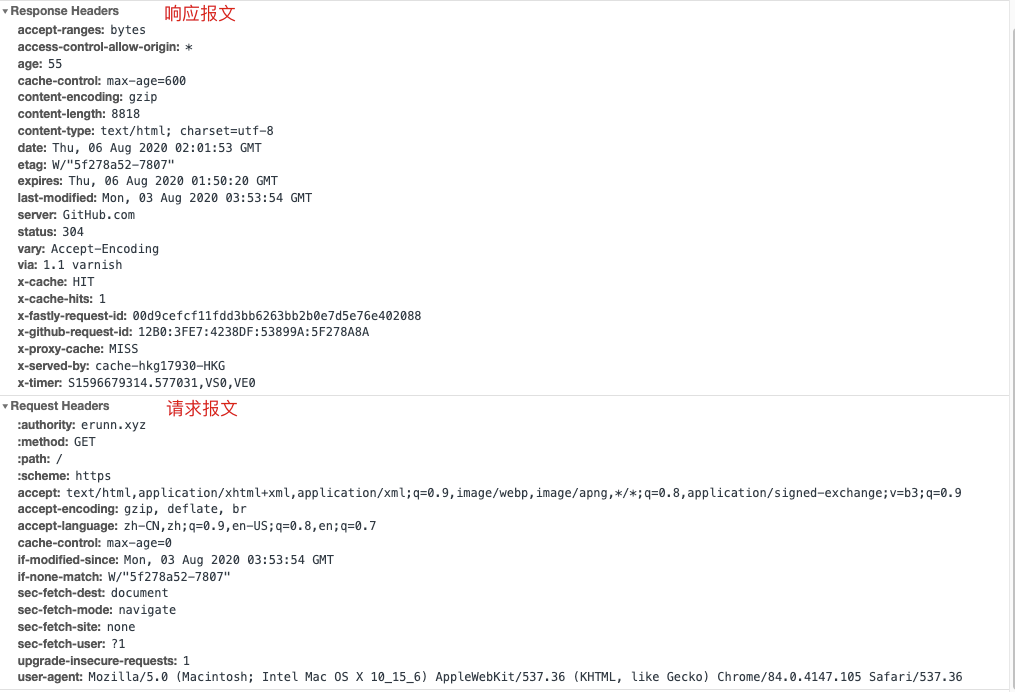 Response Headers 响应报文
accept-ranges: bytes
access-control-allow-origin: *
age: 55
cache-control: max-age=600
content-encoding: gzip
content-length: 8818
content-type: text/html; charset=utf-8
date: Thu, 06 Aug 2020 02:01:53 GMT
etag: W/"5f278a52-7807"
expires: Thu, 06 Aug 2020 01:50:20 GMT
last-modified: Mon, 03 Aug 2020 03:53:54 GMT
server: GitHub.com
status: 304
vary: Accept-Encoding
via: 1.1 varnish
x-cache: HIT
x-cache-hits: 1
x-fastly-request-id: 00d9cefcf11fdd3bb6263bb2b0e7d5e76e402088
x-github-request-id: 12B0:3FE7:4238DF:53899A:5F278A8A
x-proxy-cache: MISS
x-served-by: cache-hkg17930-HKG
x-timer: S1596679314.577031,VS0,VE0
Request Headers 请求报文
:authority: erunn.xyz
:method: GET
:path: /
:scheme: https
accept: text/html,application/xhtml+xml,application/xml;q=0.9,image/webp,image/apng,*/*;q=0.8,application/signed-exchange;v=b3;q=0.9
accept-encoding: gzip, deflate, br
accept-language: zh-CN,zh;q=0.9,en-US;q=0.8,en;q=0.7
cache-control: max-age=0
if-modified-since: Mon, 03 Aug 2020 03:53:54 GMT
if-none-match: W/"5f278a52-7807"
sec-fetch-dest: document
sec-fetch-mode: navigate
sec-fetch-site: none
sec-fetch-user: ?1
upgrade-insecure-requests: 1
user-agent: Mozilla/5.0 (Macintosh; Intel Mac OS X 10_15_6) AppleWebKit/537.36 (KHTML, like Gecko) Chrome/84.0.4147.105 Safari/537.36